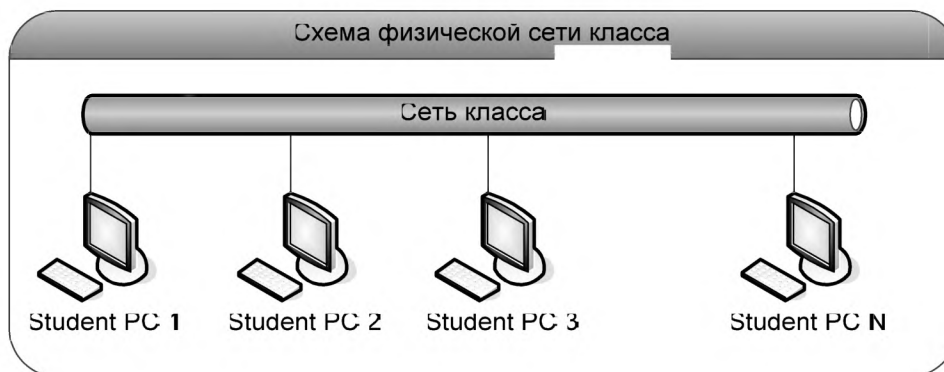 Схема физической сети класса
Сеть класса
Student PC 1
Student PC 2
Student PC 3
Student PC N